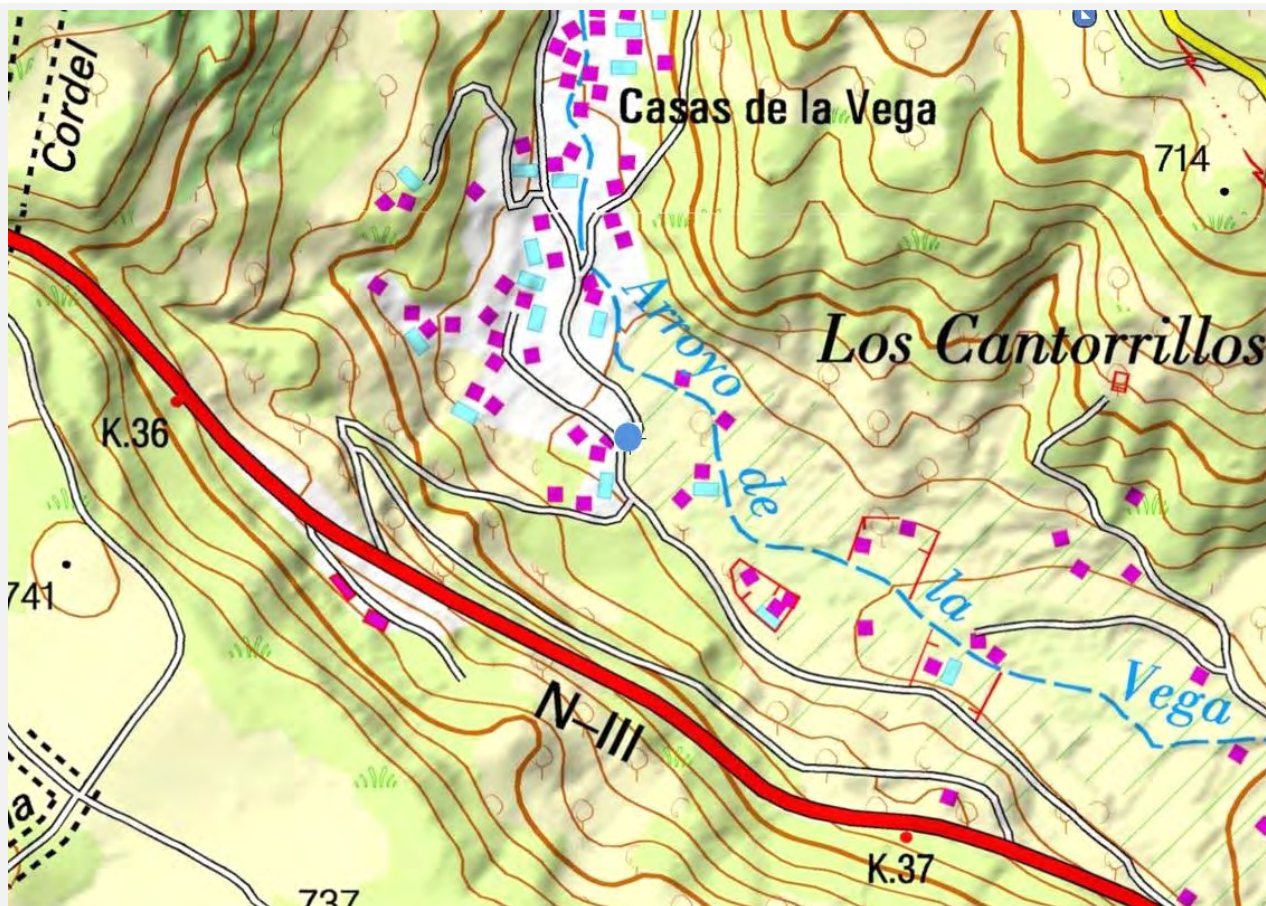 Cordel
Casas de la Vega
714
Arroyo
de
la
Vega
Los Cantorrillos
K.36
741
N-III
K.37
737